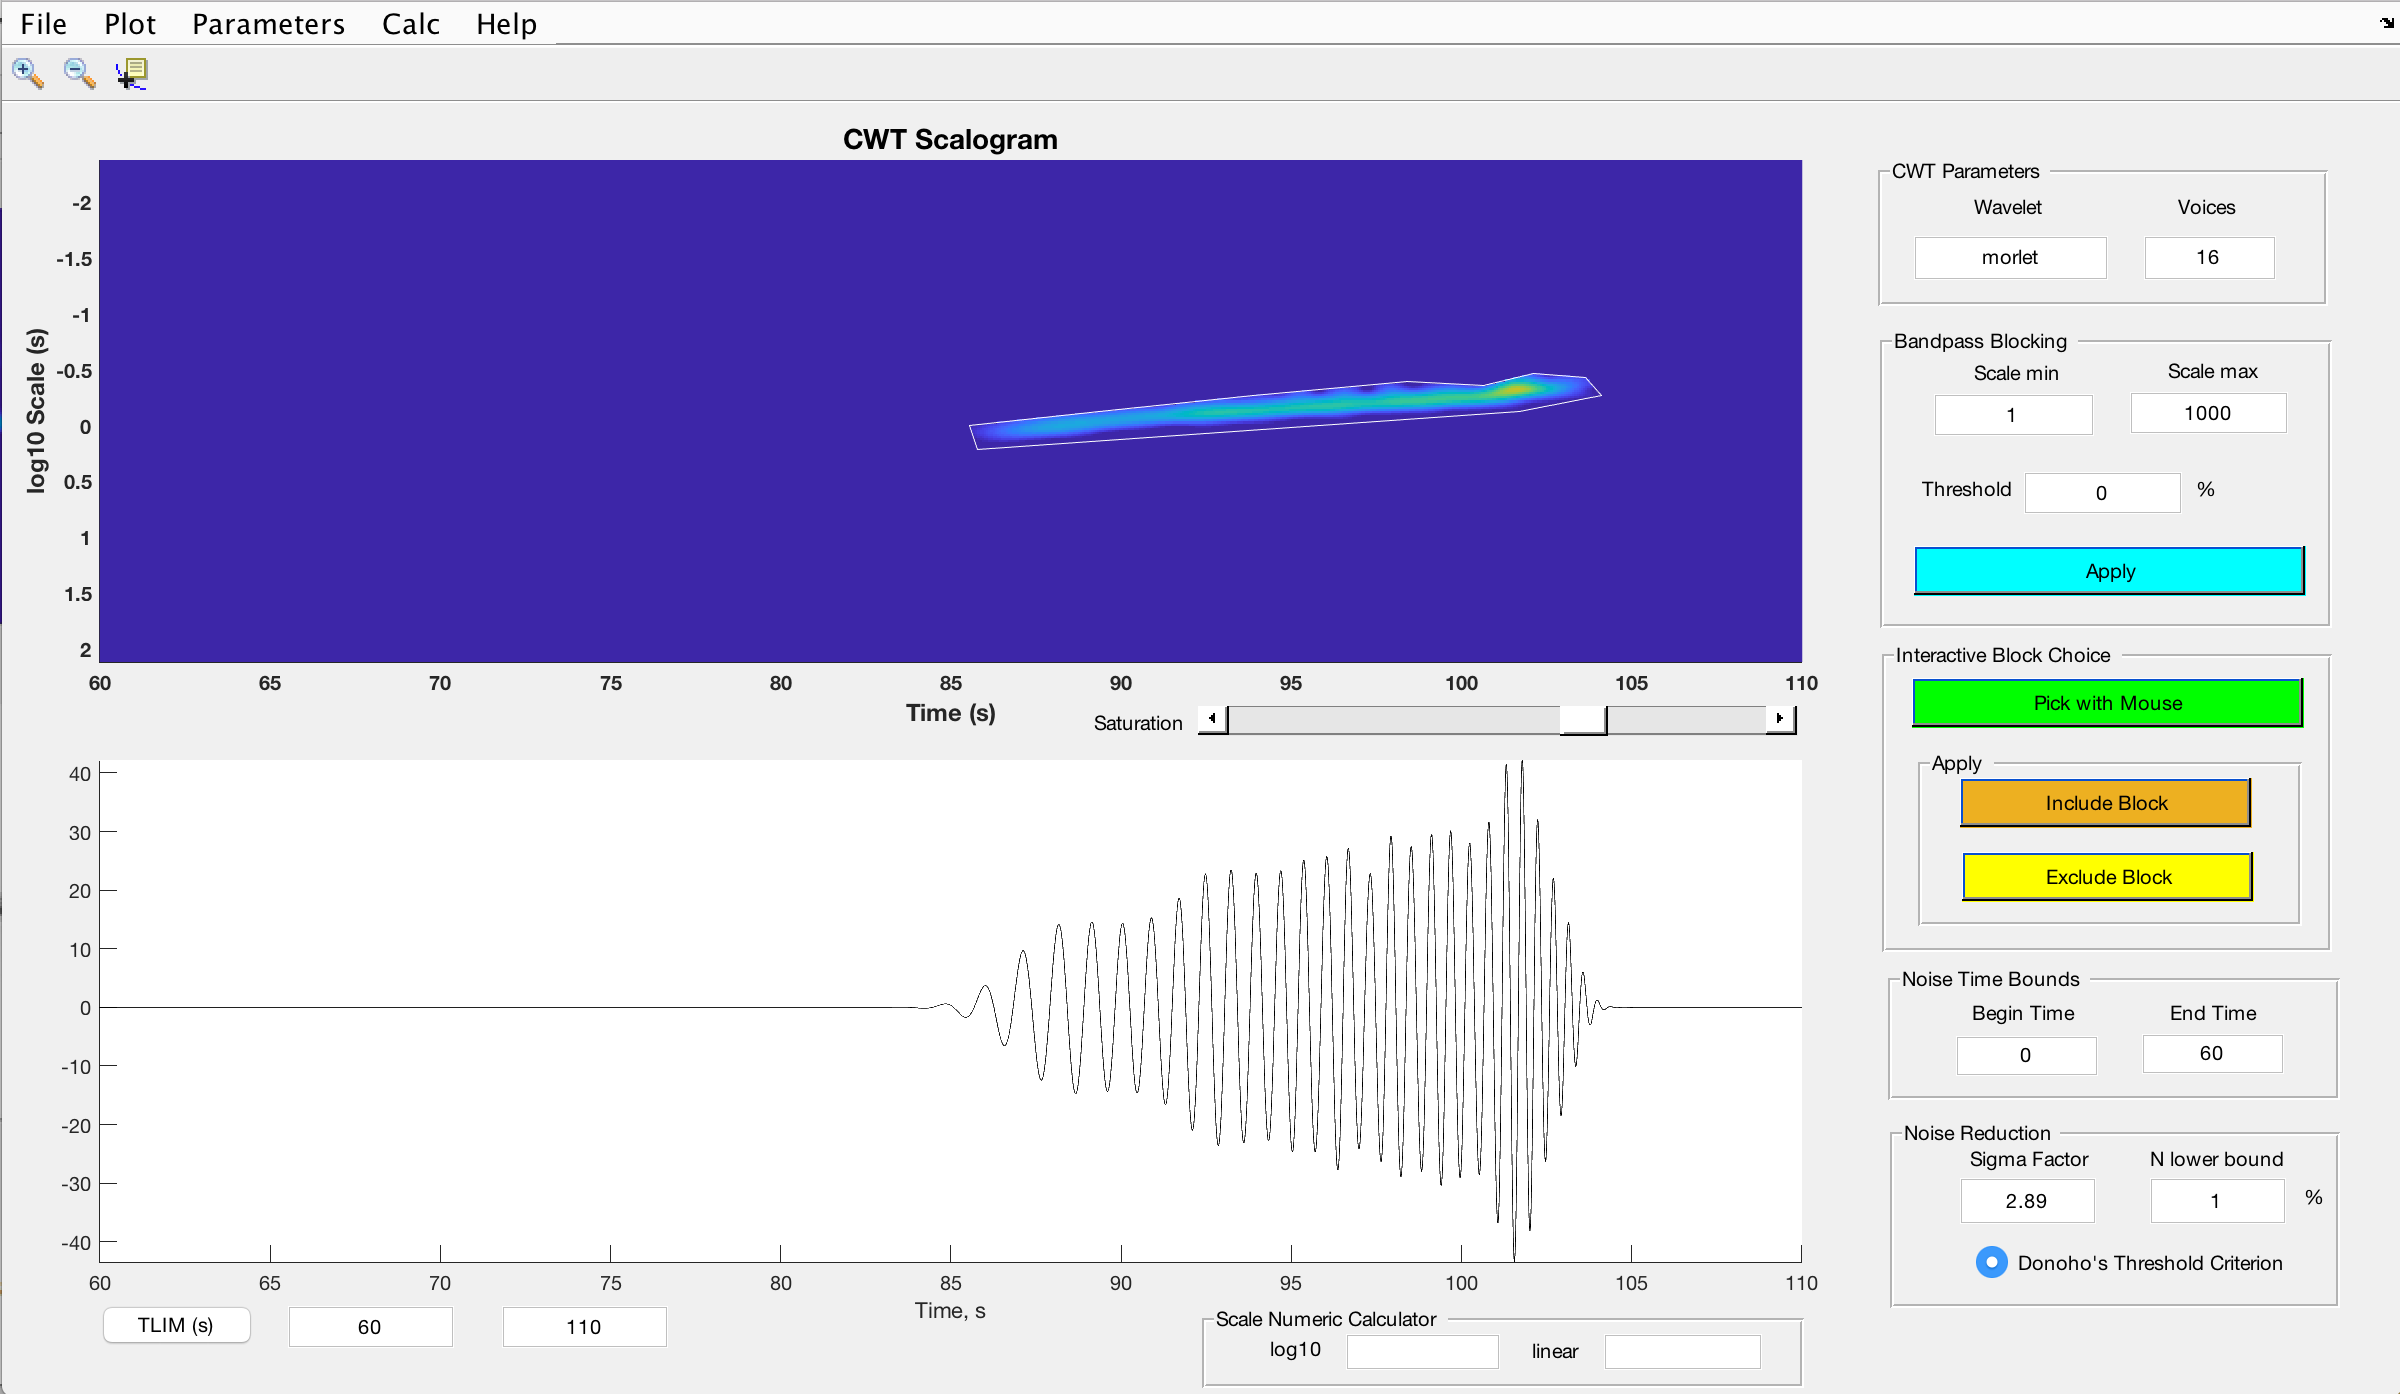 File Plot Parameters Calc Help
CWT Scalogram
log10 Scale (s)
-2
-1.5
-1
-0.5
0
0.5
1
1.5
2
60 65 70 75 80 85 90 95 100 105 110
Time (s)
Saturation
40
30
20
10
0
-10
-20
-30
-40
60 65 70 75 80 85 90 95 100 105 110
Time, s
TLIM (s) 60 110
Scale Numeric Calculator
log10 linear
CWT Parameters
Wavelet Voices
morlet 16
Bandpass Blocking
Scale min Scale max
1 1000
Threshold 0 %
Apply
Interactive Block Choice
Pick with Mouse
Apply
Include Block
Exclude Block
Noise Time Bounds
Begin Time End Time
0 60
Noise Reduction
Sigma Factor N lower bound
2.89 1 %
Donoho's Threshold Criterion